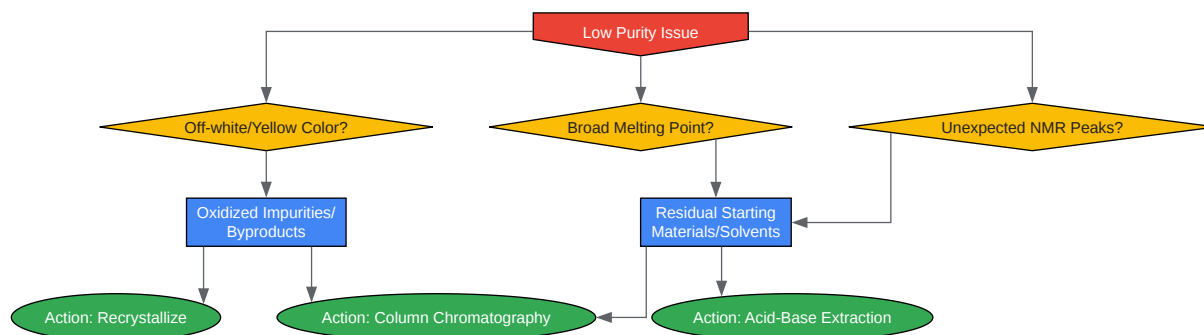 Low Purity Issue
Off-white/Yellow Color?
Broad Melting Point?
Unexpected NMR Peaks?
Oxidized Impurities/
Byproducts
Residual Starting
Materials/Solvents
Action: Recrystallize
Action: Column Chromatography
Action: Acid-Base Extraction